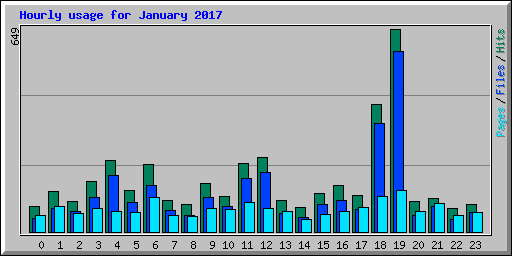 Hourly usage for January 2017
649
Pages / Files / Hits
0 1 2 3 4 5 6 7 8 9 10 11 12 13 14 15 16 17 18 19 20 21 22 23